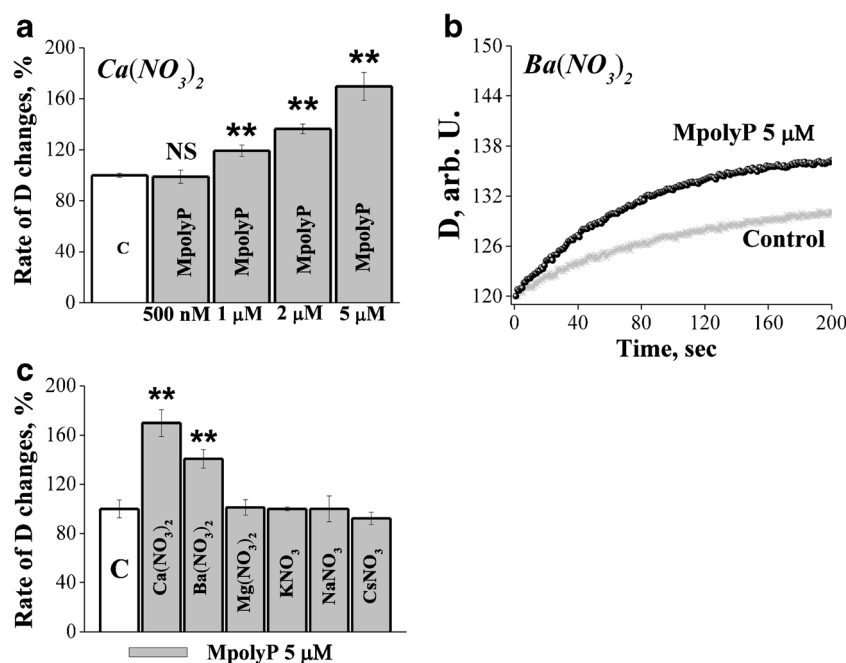 a
Rate of D changes, %
200
160
120
80
40
0
Ca(NO3)2
NS
**
**
**
C
MpolyP
MpolyP
MpolyP
MpolyP
500 nM
1 μM
2 μM
5 μM
b
D, arb. U.
150
144
138
132
126
120
Ba(NO3)2
MpolyP 5 μM
Control
0 40 80 120 160 200
Time, sec
c
Rate of D changes, %
200
160
120
80
40
0
**
**
C
Ca(NO3)2
Ba(NO3)2
Mg(NO3)2
KNO3
NaNO3
CsNO3
MpolyP 5 μM